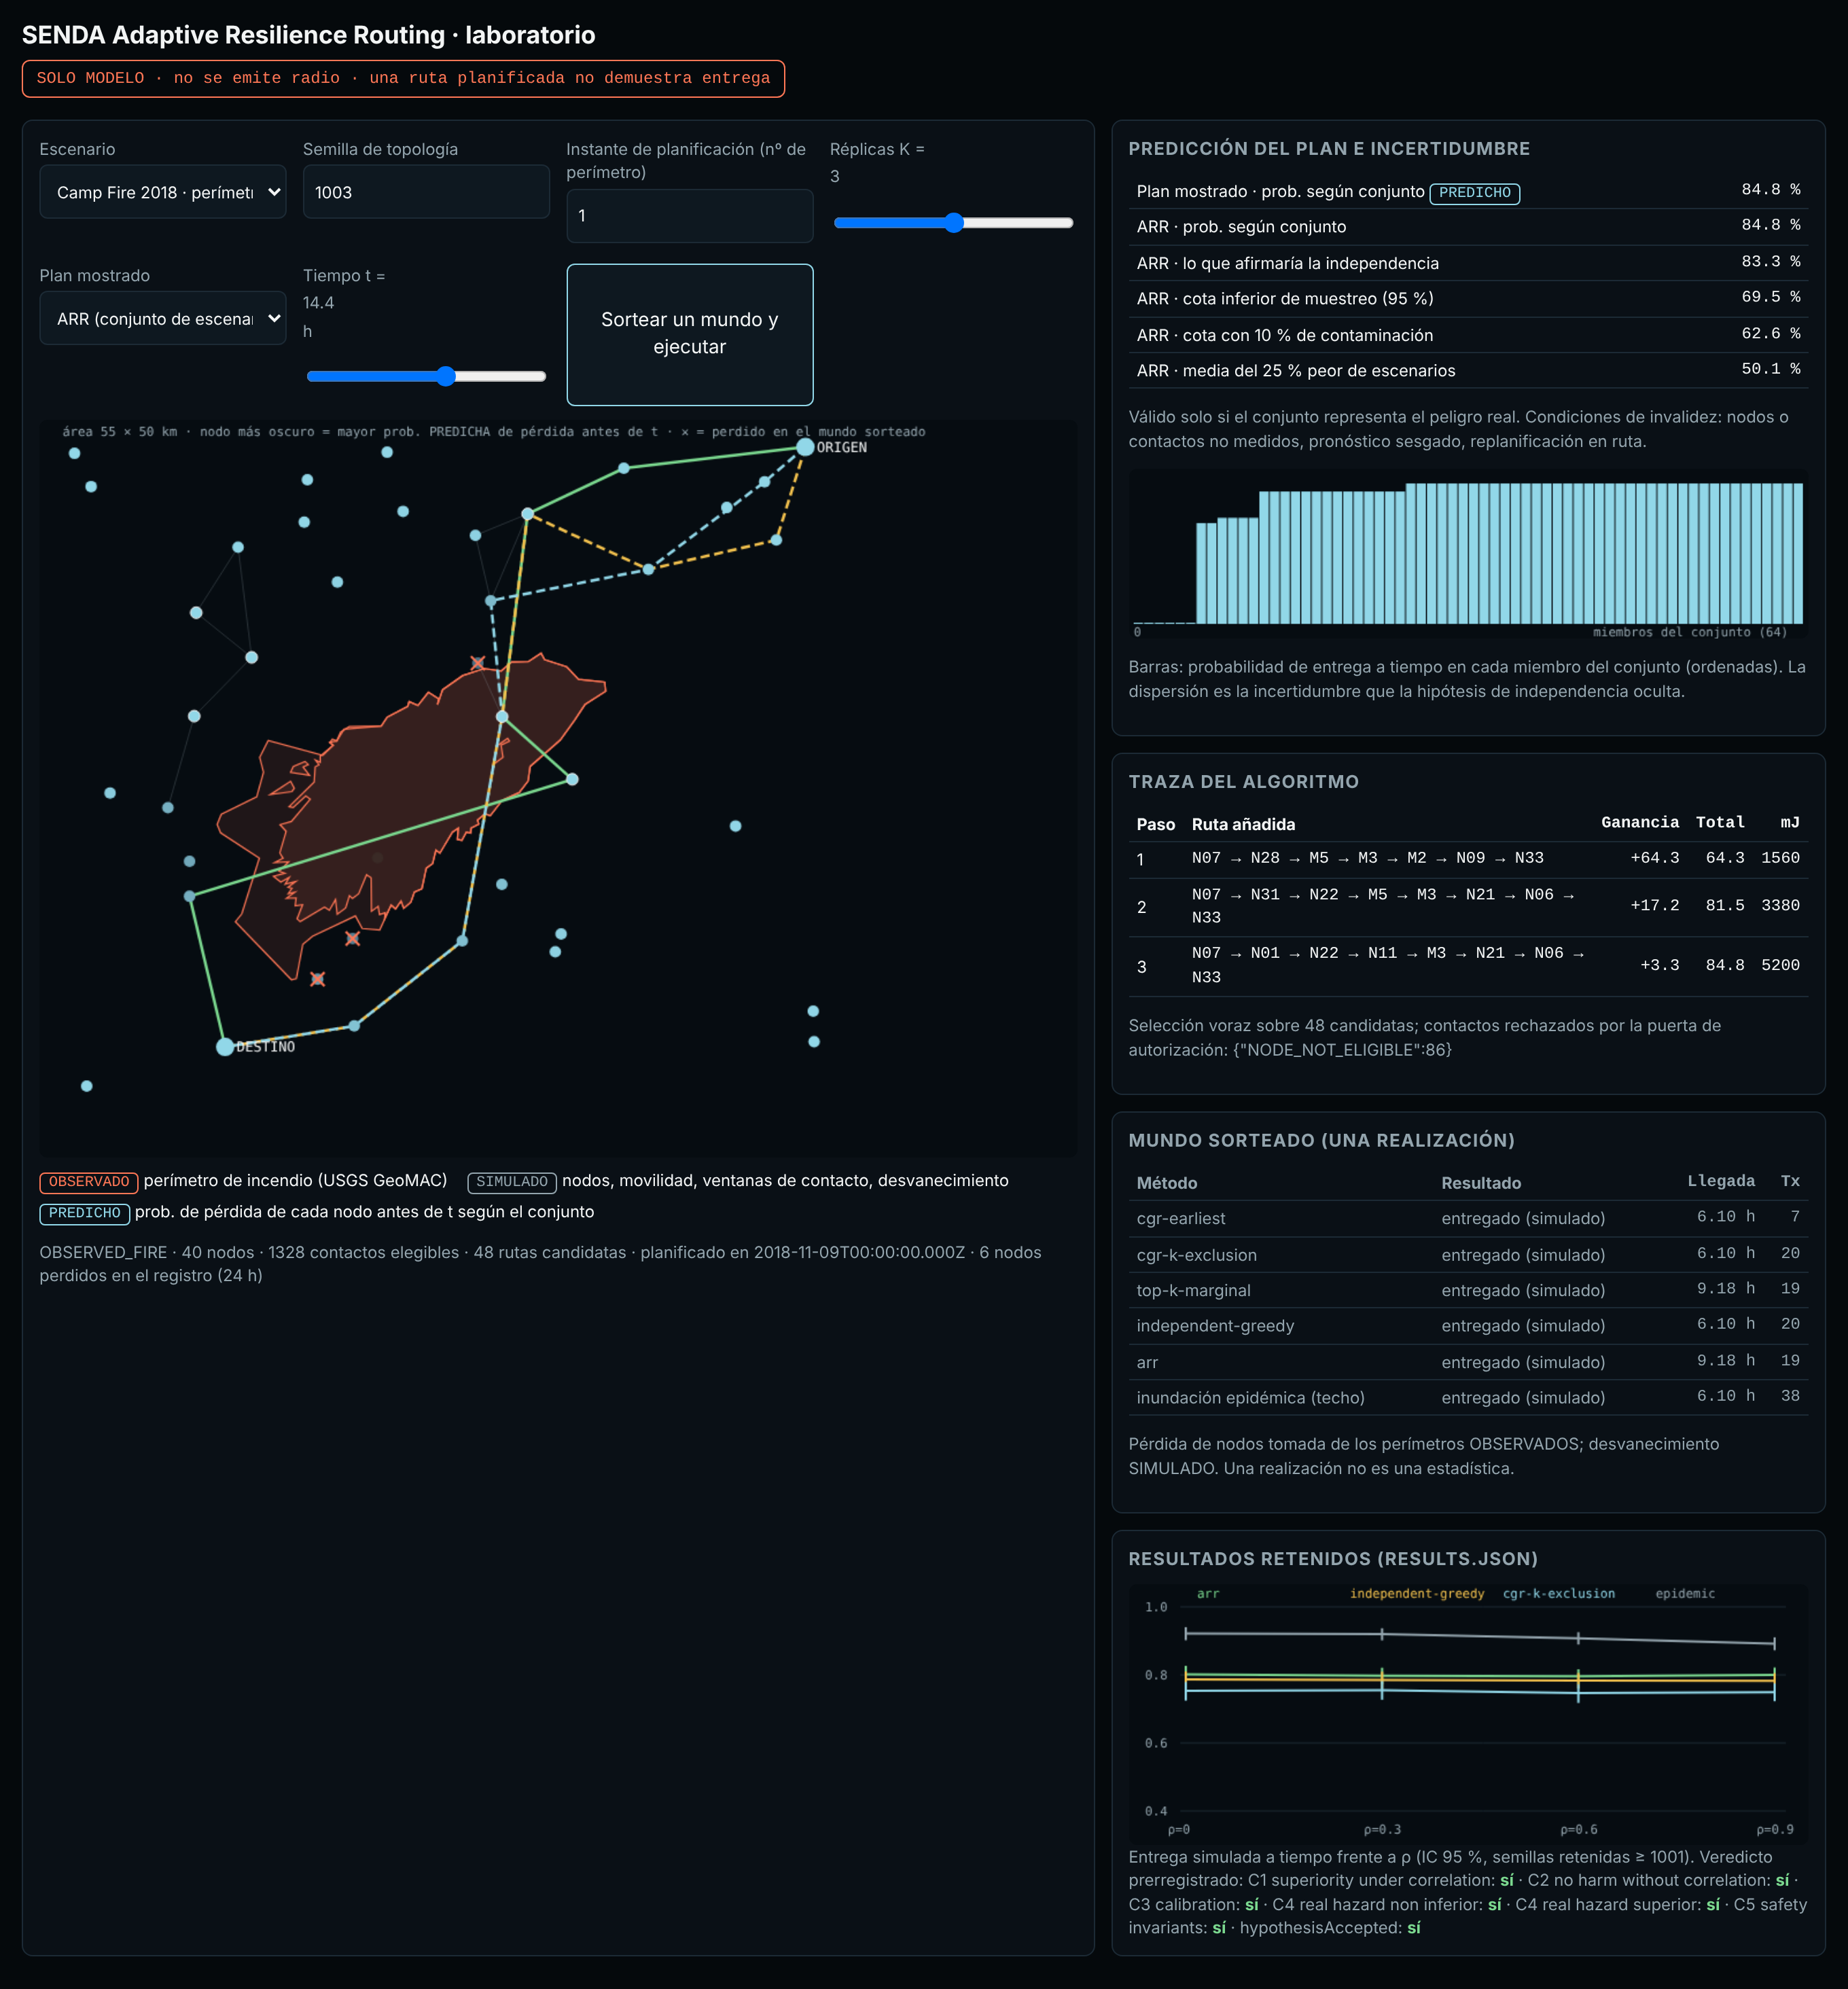 SENDA Adaptive Resilience Routing · laboratorio
SOLO MODELO · no se emite radio · una ruta planificada no demuestra entrega
Escenario
Camp Fire 2018 · perímetr
Semilla de topología
1003
Instante de planificación (nº de
perímetro)
1
Réplicas K =
3
Plan mostrado
ARR (conjunto de escenar
Tiempo t =
14.4
h
Sortear un mundo y
ejecutar
área 55 × 50 km · nodo más oscuro = mayor prob. PREDICHA de pérdida antes de t · × = perdido en el mundo sorteado
ORIGEN
DESTINO
OBSERVADO perímetro de incendio (USGS GeoMAC) SIMULADO nodos, movilidad, ventanas de contacto, desvanecimiento
PREDICHO prob. de pérdida de cada nodo antes de t según el conjunto
OBSERVED_FIRE · 40 nodos · 1328 contactos elegibles · 48 rutas candidatas · planificado en 2018-11-09T00:00:00.000Z · 6 nodos
perdidos en el registro (24 h)
PREDICCIÓN DEL PLAN E INCERTIDUMBRE
Plan mostrado · prob. según conjunto PREDICHO 84.8 %
ARR · prob. según conjunto 84.8 %
ARR · lo que afirmaría la independencia 83.3 %
ARR · cota inferior de muestreo (95 %) 69.5 %
ARR · cota con 10 % de contaminación 62.6 %
ARR · media del 25 % peor de escenarios 50.1 %
Válido solo si el conjunto representa el peligro real. Condiciones de invalidez: nodos o
contactos no medidos, pronóstico sesgado, replanificación en ruta.
0 miembros del conjunto (64)
Barras: probabilidad de entrega a tiempo en cada miembro del conjunto (ordenadas). La
dispersión es la incertidumbre que la hipótesis de independencia oculta.
TRAZA DEL ALGORITMO
Paso Ruta añadida Ganancia Total mJ
1 N07 → N28 → M5 → M3 → M2 → N09 → N33 +64.3 64.3 1560
2 N07 → N31 → N22 → M5 → M3 → N21 → N06 → +17.2 81.5 3380
N33
3 N07 → N01 → N22 → N11 → M3 → N21 → N06 → +3.3 84.8 5200
N33
Selección voraz sobre 48 candidatas; contactos rechazados por la puerta de
autorización: {"NODE_NOT_ELIGIBLE":86}
MUNDO SORTEADO (UNA REALIZACIÓN)
Método Resultado Llegada Tx
cgr-earliest entregado (simulado) 6.10 h 7
cgr-k-exclusion entregado (simulado) 6.10 h 20
top-k-marginal entregado (simulado) 9.18 h 19
independent-greedy entregado (simulado) 6.10 h 20
arr entregado (simulado) 9.18 h 19
inundación epidémica (techo) entregado (simulado) 6.10 h 38
Pérdida de nodos tomada de los perímetros OBSERVADOS; desvanecimiento
SIMULADO. Una realización no es una estadística.
RESULTADOS RETENIDOS (RESULTS.JSON)
arr independent-greedy cgr-k-exclusion epidemic
1.0
0.8
0.6
0.4
ρ=0 ρ=0.3 ρ=0.6 ρ=0.9
Entrega simulada a tiempo frente a ρ (IC 95 %, semillas retenidas ≥ 1001). Veredicto
prerregistrado: C1 superiority under correlation: sí · C2 no harm without correlation: sí ·
C3 calibration: sí · C4 real hazard non inferior: sí · C4 real hazard superior: sí · C5 safety
invariants: sí · hypothesisAccepted: sí